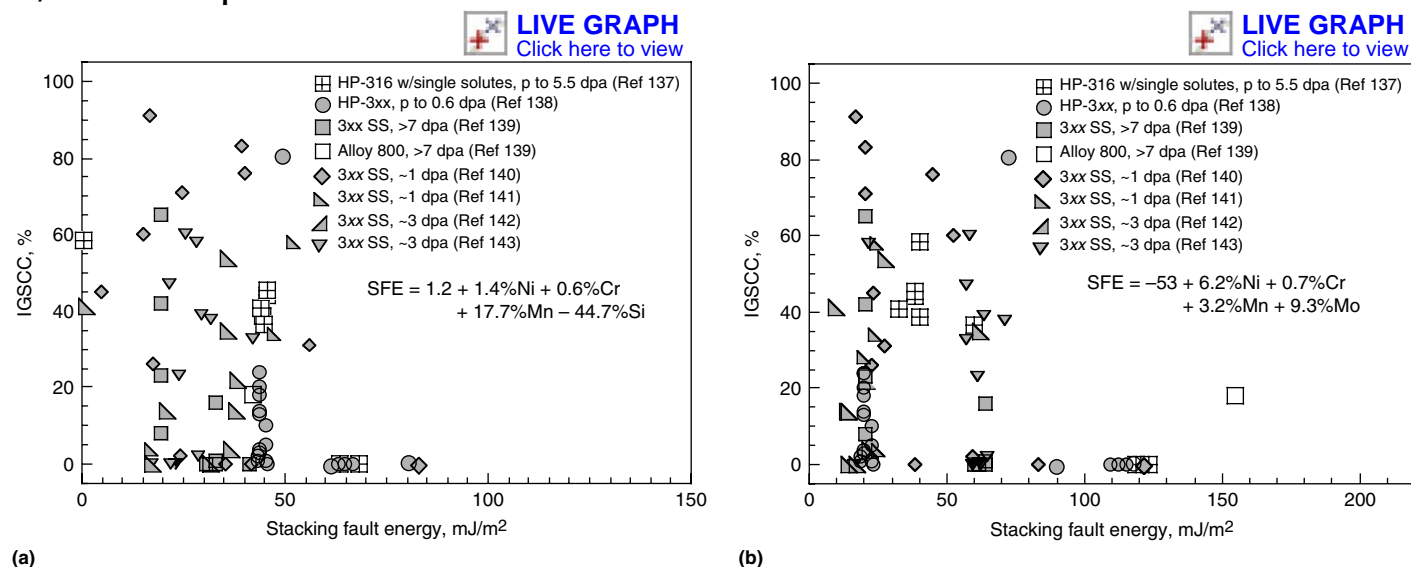 LIVE GRAPH
Click here to view
100
80
60
40
20
0
IGSCC, %
HP-316 w/single solutes, p to 5.5 dpa (Ref 137)
HP-3xx, p to 0.6 dpa (Ref 138)
3xx SS, >7 dpa (Ref 139)
Alloy 800, >7 dpa (Ref 139)
3xx SS, ~1 dpa (Ref 140)
3xx SS, ~1 dpa (Ref 141)
3xx SS, ~3 dpa (Ref 142)
3xx SS, ~3 dpa (Ref 143)
SFE = 1.2 + 1.4%Ni + 0.6%Cr
+ 17.7%Mn – 44.7%Si
0 50 100 150
Stacking fault energy, mJ/m2
(a)
LIVE GRAPH
Click here to view
100
80
60
40
20
0
IGSCC, %
HP-316 w/single solutes, p to 5.5 dpa (Ref 137)
HP-3xx, p to 0.6 dpa (Ref 138)
3xx SS, >7 dpa (Ref 139)
Alloy 800, >7 dpa (Ref 139)
3xx SS, ~1 dpa (Ref 140)
3xx SS, ~1 dpa (Ref 141)
3xx SS, ~3 dpa (Ref 142)
3xx SS, ~3 dpa (Ref 143)
SFE = –53 + 6.2%Ni + 0.7%Cr
+ 3.2%Mn + 9.3%Mo
0 50 100 150 200
Stacking fault energy, mJ/m2
(b)